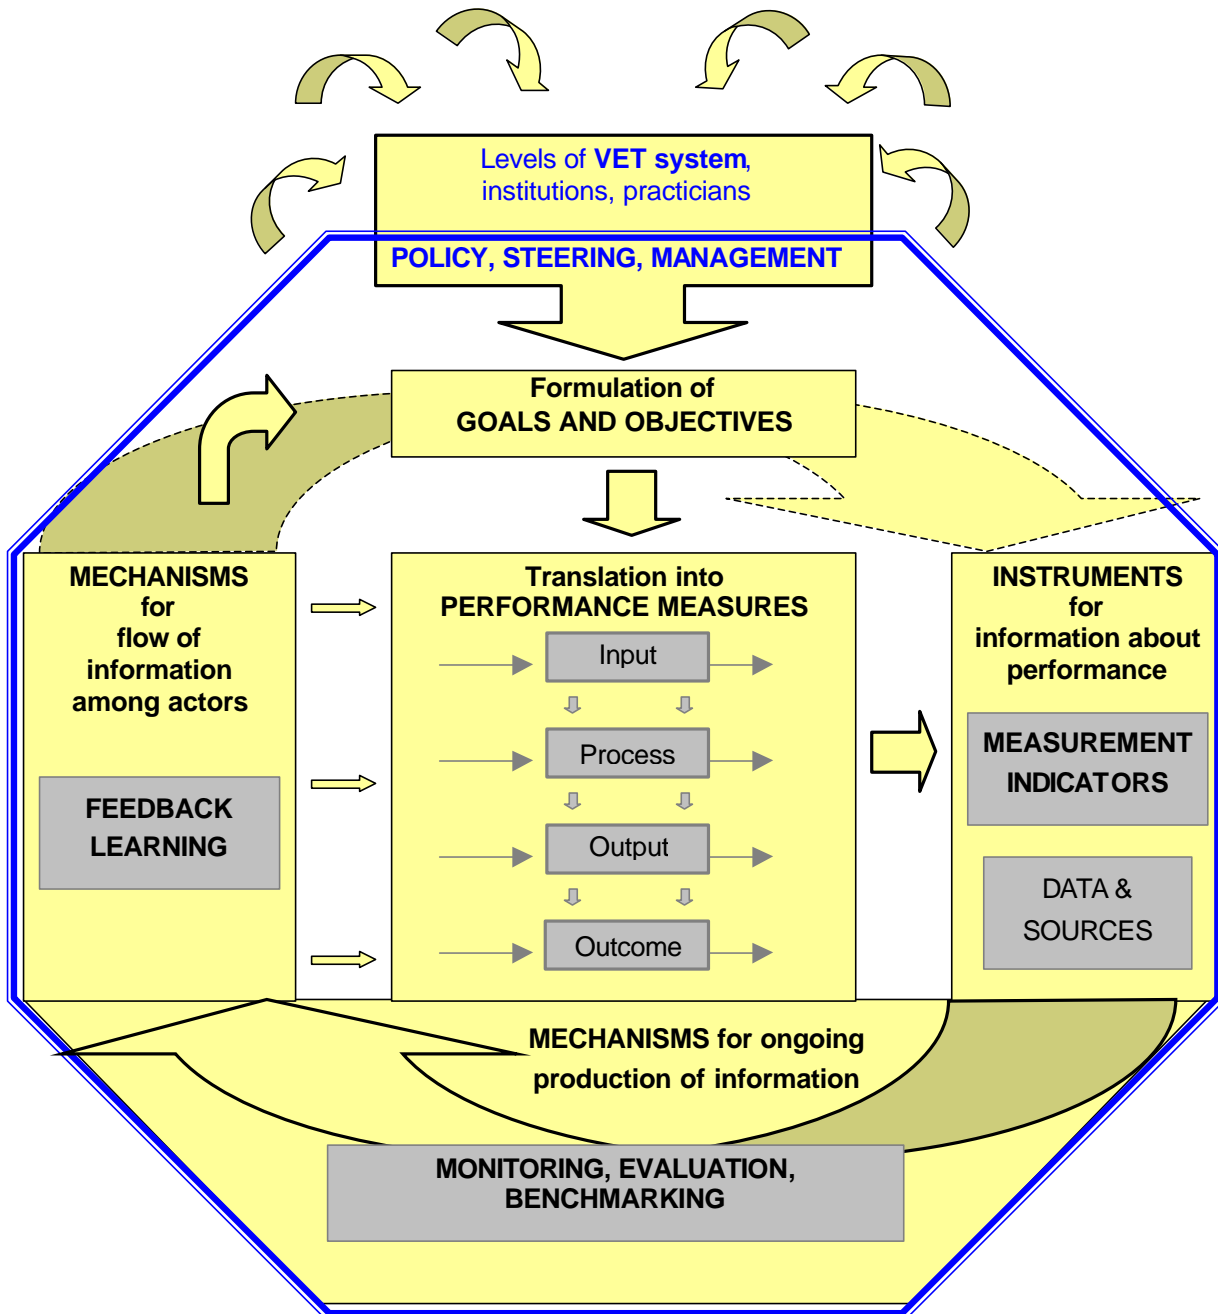 Levels of VET system,
institutions, practicians
POLICY, STEERING, MANAGEMENT
Formulation of
GOALS AND OBJECTIVES
MECHANISMS
for
flow of
information
among actors
FEEDBACK
LEARNING
Translation into
PERFORMANCE MEASURES
Input
Process
Output
Outcome
INSTRUMENTS
for
information about
performance
MEASUREMENT
INDICATORS
DATA &
SOURCES
MECHANISMS for ongoing
production of information
MONITORING, EVALUATION,
BENCHMARKING